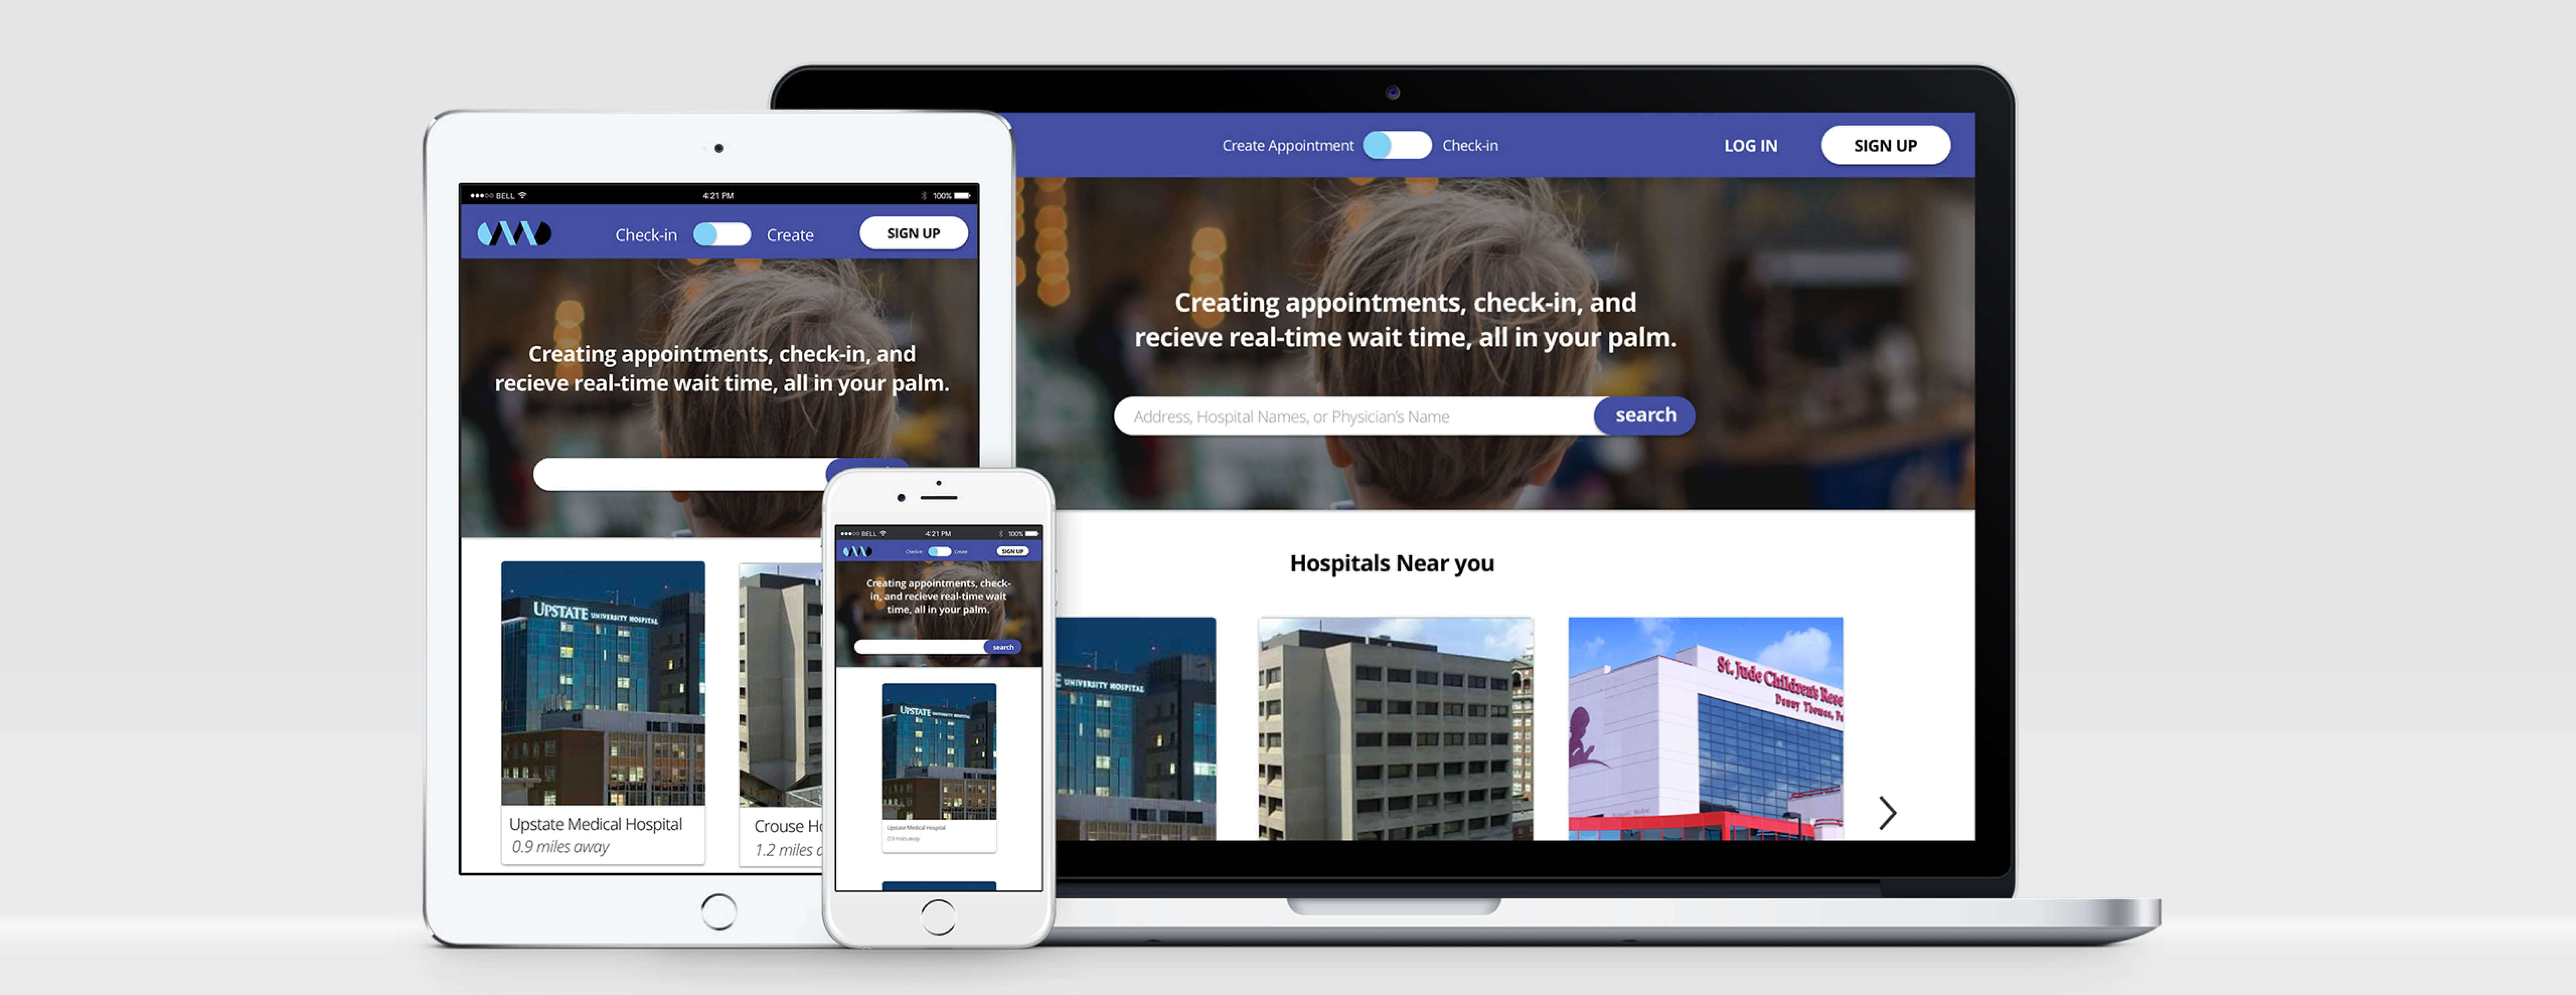 BELL
4:21 PM
100%
Check-in
Create
SIGN UP
Creating appointments, check-in, and
recieve real-time wait time, all in your palm.
UPSTATE UNIVERSITY HOSPITAL
Upstate Medical Hospital
0.9 miles away
Crouse
1.2 miles
BELL
4:21 PM
100%
Check-in
Create
SIGN UP
Creating appointments, check-
in, and recieve real-time wait
time, all in your palm.
search
UPSTATE UNIVERSITY HOSPITAL
Upstate Medical Hospital
0.9 miles away
Create Appointment
Check-in
LOG IN
SIGN UP
Creating appointments, check-in, and
recieve real-time wait time, all in your palm.
Address, Hospital Names, or Physician's Name
search
Hospitals Near you
UNIVERSITY HOSPITAL
St. Jude Children's Rese
Danny Thomas, F